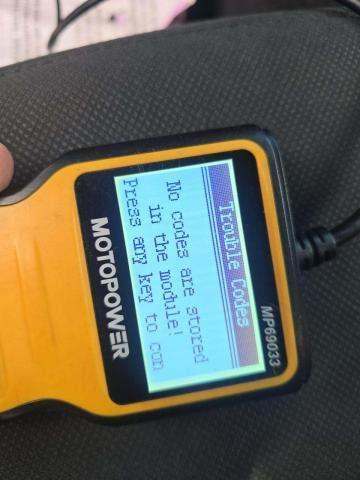 MP69033
Trouble Codes
No codes are stored
in the module!
Press any key to con
MOTOPOWER